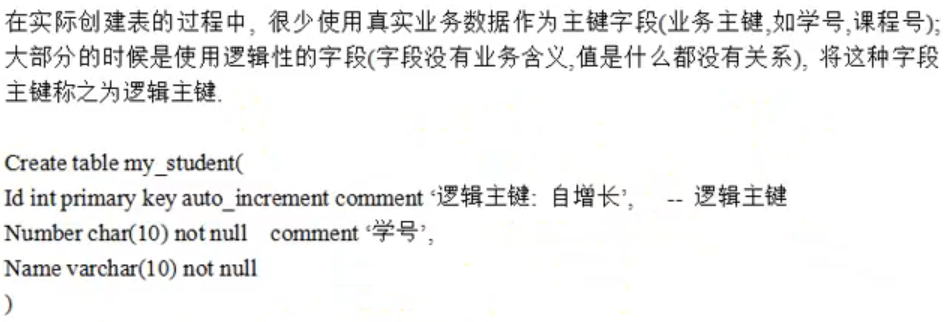 在实际创建表的过程中, 很少使用真实业务数据作为主键字段(业务主键,如学号,课程号);
大部分的时候是使用逻辑性的字段(字段没有业务含义,值是什么都没有关系), 将这种字段
主键称之为逻辑主键.
Create table my_student(
Id int primary key auto_increment comment ‘逻辑主键: 自增长’, -- 逻辑主键
Number char(10) not null comment ‘学号’,
Name varchar(10) not null
)